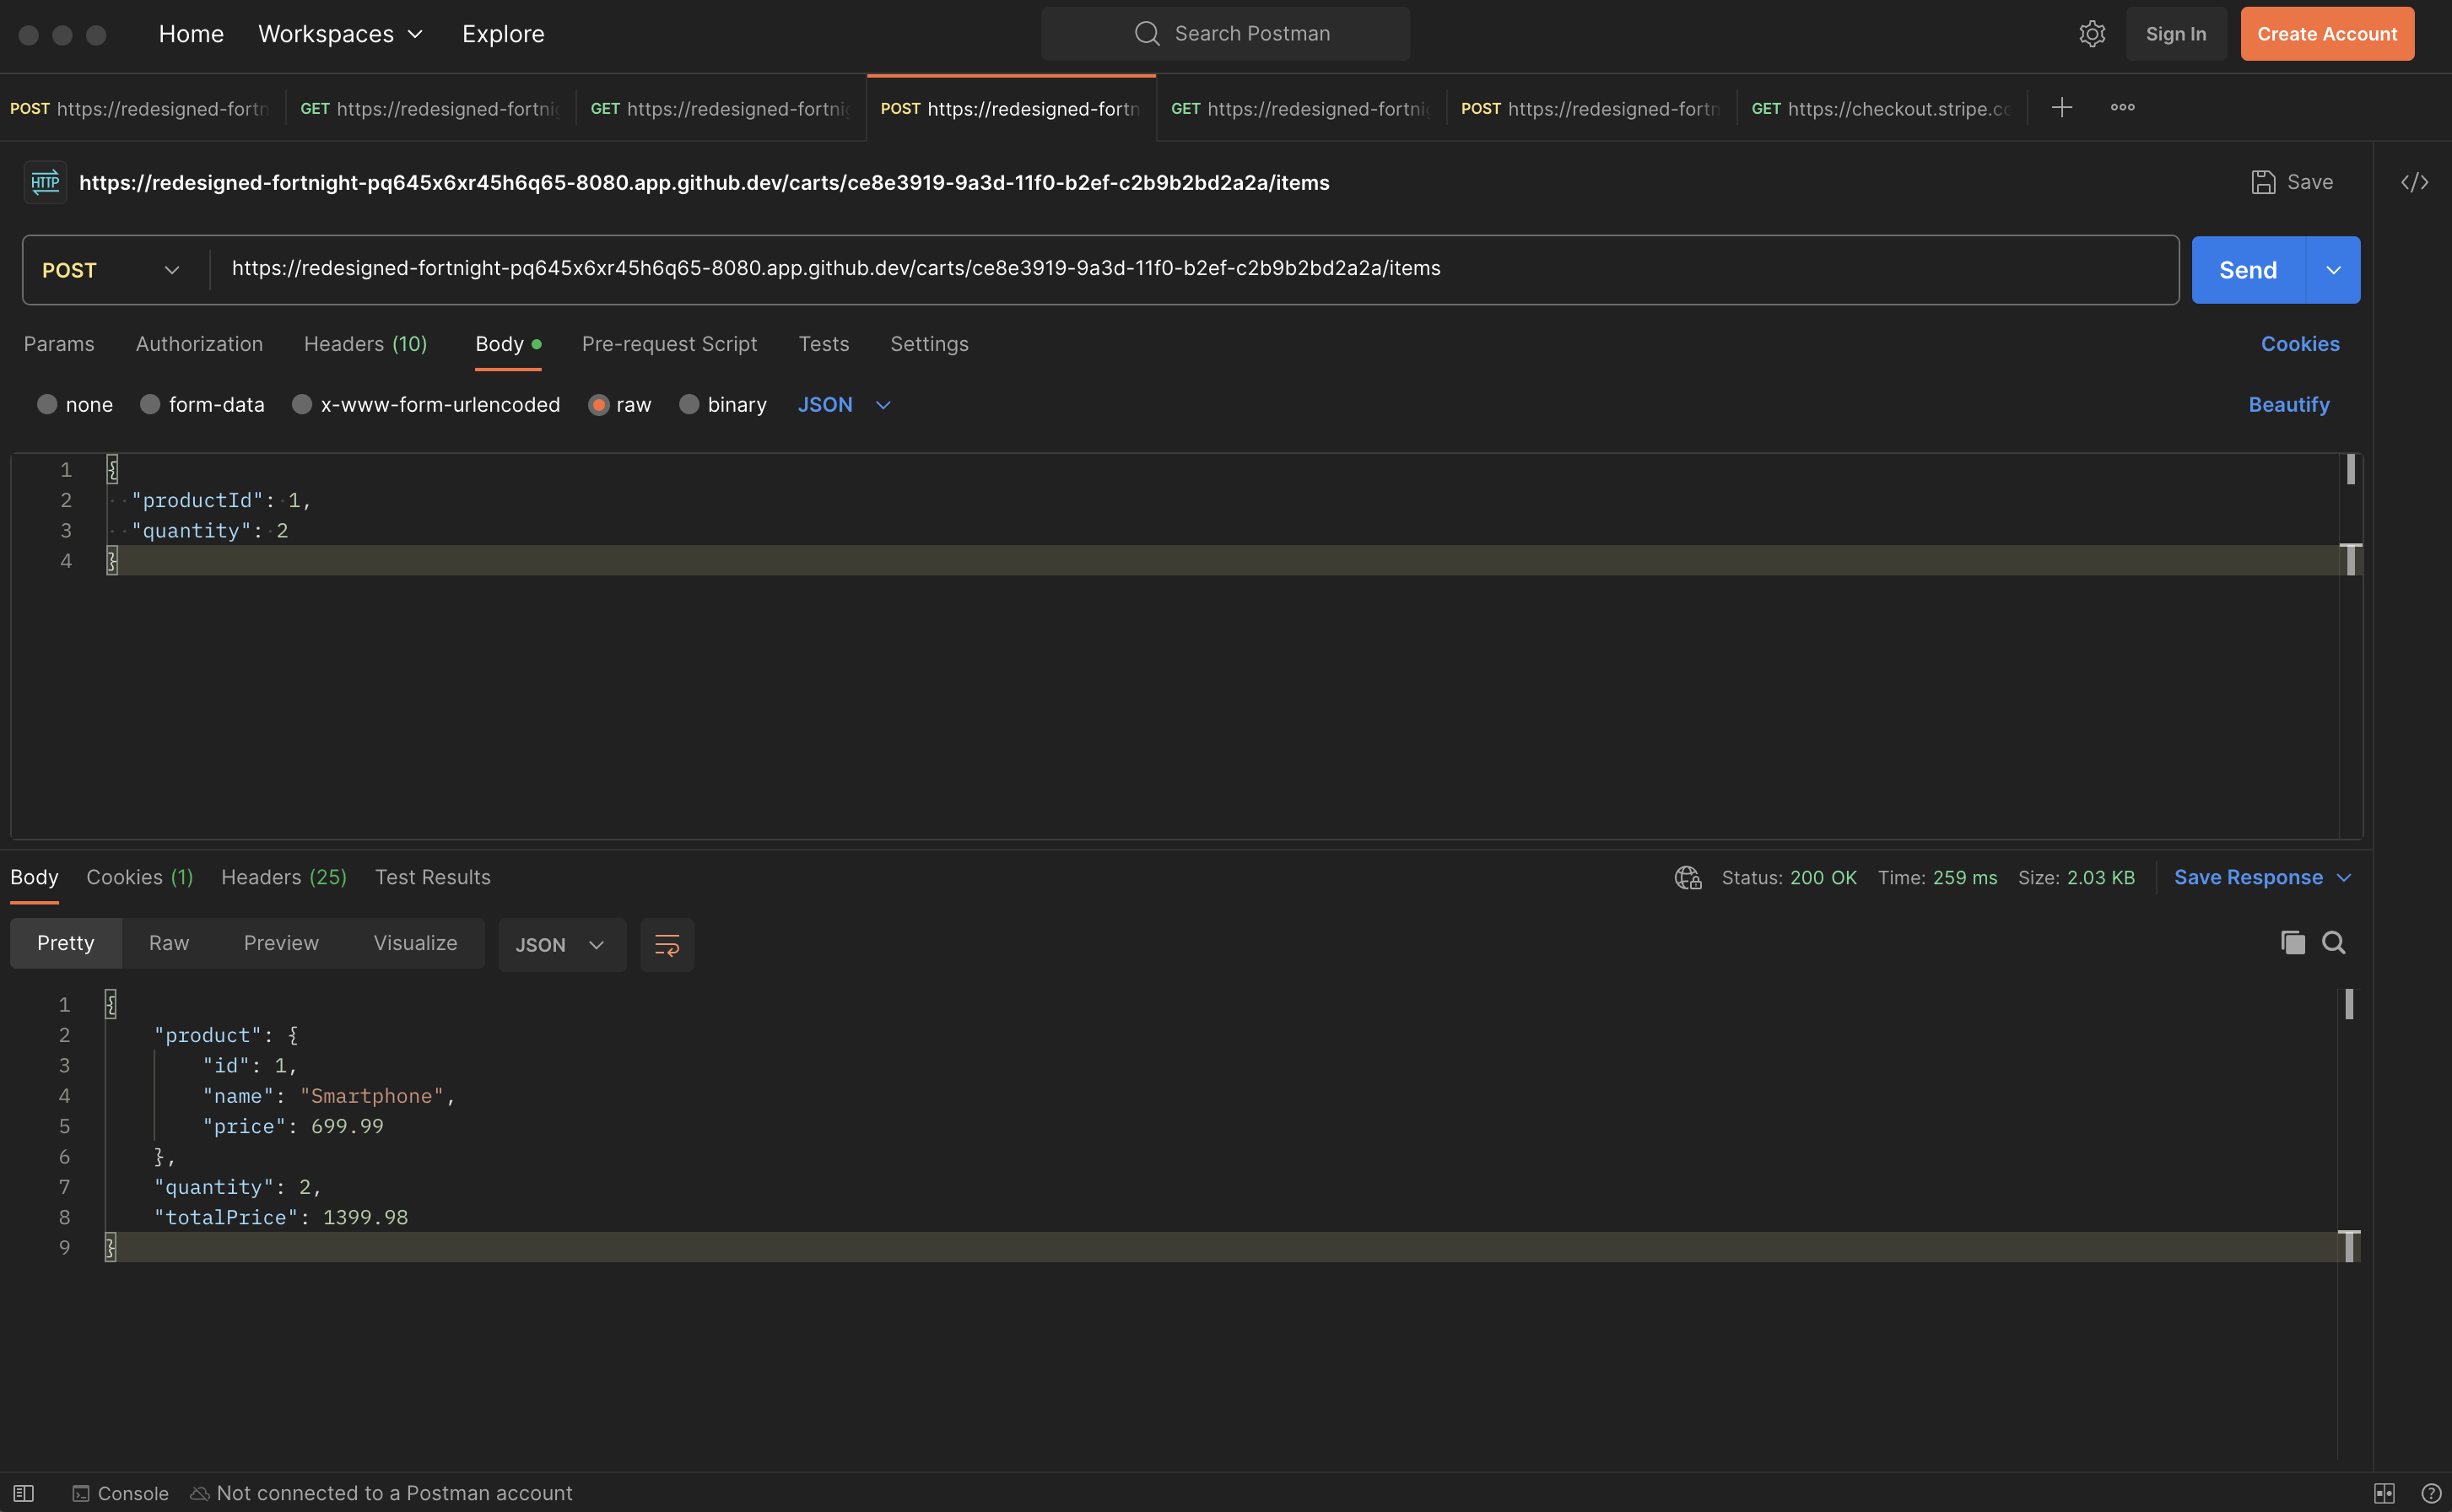 Home Workspaces Explore Search Postman Sign In Create Account
POST https://redesigned-fortn GET https://redesigned-fortni GET https://redesigned-fortni POST https://redesigned-fortn GET https://redesigned-fortni POST https://redesigned-fortn GET https://checkout.stripe.co
HTTP https://redesigned-fortnight-pq645x6xr45h6q65-8080.app.github.dev/carts/ce8e3919-9a3d-11f0-b2ef-c2b9b2bd2a2a/items Save </>
POST https://redesigned-fortnight-pq645x6xr45h6q65-8080.app.github.dev/carts/ce8e3919-9a3d-11f0-b2ef-c2b9b2bd2a2a/items Send
Params Authorization Headers (10) Body Pre-request Script Tests Settings Cookies
none form-data x-www-form-urlencoded raw binary JSON Beautify
1 {
2 "productId": 1,
3 "quantity": 2
4 }
Body Cookies (1) Headers (25) Test Results Status: 200 OK Time: 259 ms Size: 2.03 KB Save Response
Pretty Raw Preview Visualize JSON
1 {
2 "product": {
3 "id": 1,
4 "name": "Smartphone",
5 "price": 699.99
6 },
7 "quantity": 2,
8 "totalPrice": 1399.98
9 }
Console Not connected to a Postman account